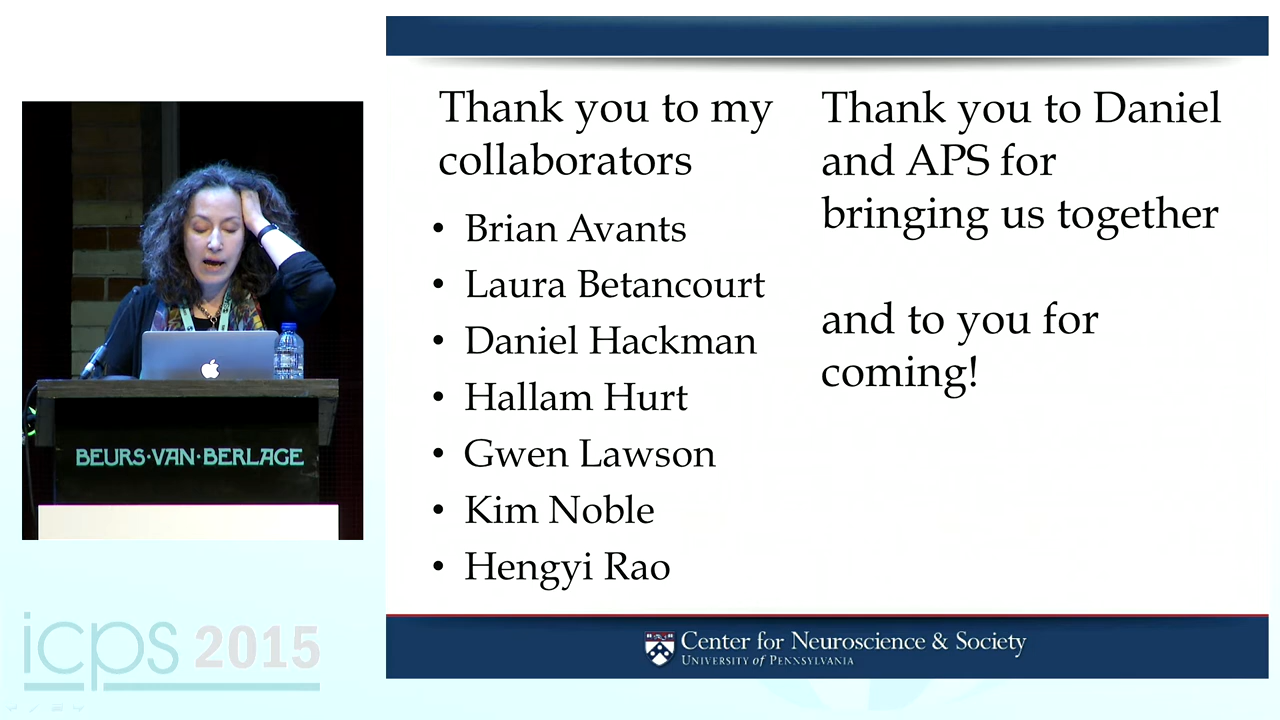 Thank you to my
collaborators
• Brian Avants
• Laura Betancourt
• Daniel Hackman
• Hallam Hurt
• Gwen Lawson
• Kim Noble
• Hengyi Rao
Thank you to Daniel
and APS for
bringing us together
and to you for
coming!
BEURS·VAN·BERLAGE
icps 2015
Center for Neuroscience & Society
UNIVERSITY of PENNSYLVANIA